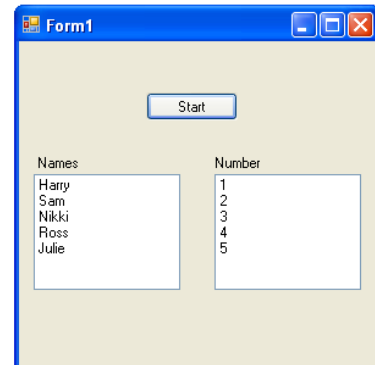 Form1
Start
Names Number
Harry 1
Sam 2
Nikki 3
Ross 4
Julie 5